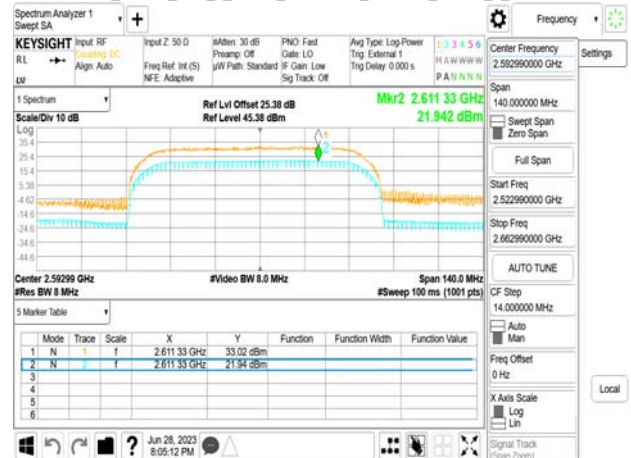 Spectrum Analyzer 1
Swept SA
Frequency
KEYSIGHT
Input: RF
Coupling: DC
Align: Auto
Input Z: 50 Ω
Freq Ref: Int (S)
NFE: Adaptive
#Atten: 30 dB
Preamp: Off
µW Path: Standard
PNO: Fast
Gate: LO
IF Gain: Low
Sig Track: Off
Avg Type: Log-Power
Trig: External 1
Trig Delay: 0.000 s
1 2 3 4 5 6
M A W W W W
P A N N N N
RL
LV
Center Frequency
2.592990000 GHz
Settings
1 Spectrum
Scale/Div 10 dB
Ref Lvl Offset 25.38 dB
Ref Level 45.38 dBm
Mkr2 2.611 33 GHz
21.942 dBm
Log
35.4
25.4
15.4
5.38
-4.62
-14.6
-24.6
-34.6
-44.6
1
2
Center 2.59299 GHz
#Res BW 8 MHz
#Video BW 8.0 MHz
Span 140.0 MHz
#Sweep 100 ms (1001 pts)
Span
140.000000 MHz
Swept Span
Zero Span
Full Span
Start Freq
2.522990000 GHz
Stop Freq
2.662990000 GHz
AUTO TUNE
CF Step
14.000000 MHz
Auto
Man
Freq Offset
0 Hz
X Axis Scale
Log
Lin
Signal Track
(Span Zoom)
Local
5 Marker Table
Mode Trace Scale X Y Function Function Width Function Value
1 N 1 f 2.611 33 GHz 33.02 dBm
2 N 2 f 2.611 33 GHz 21.94 dBm
3
4
5
6
Jun 28, 2023
8:05:12 PM